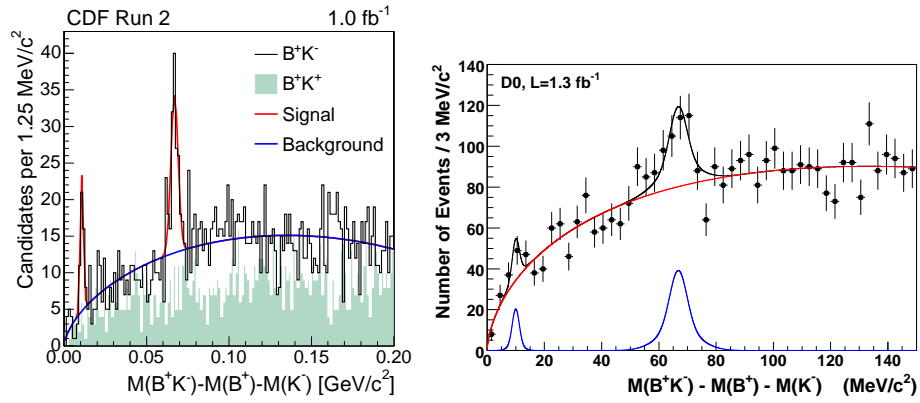 CDF Run 2 1.0 fb⁻¹
Candidates per 1.25 MeV/c²
40
35
30
25
20
15
10
5
0
B⁺K⁻
B⁺K⁺
Signal
Background
0.00 0.05 0.10 0.15 0.20
M(B⁺K⁻)-M(B⁺)-M(K⁻) [GeV/c²]
D0, L=1.3 fb⁻¹
Number of Events / 3 MeV/c²
140
120
100
80
60
40
20
0
0 20 40 60 80 100 120 140
M(B⁺K⁻) - M(B⁺) - M(K⁻) (MeV/c²)